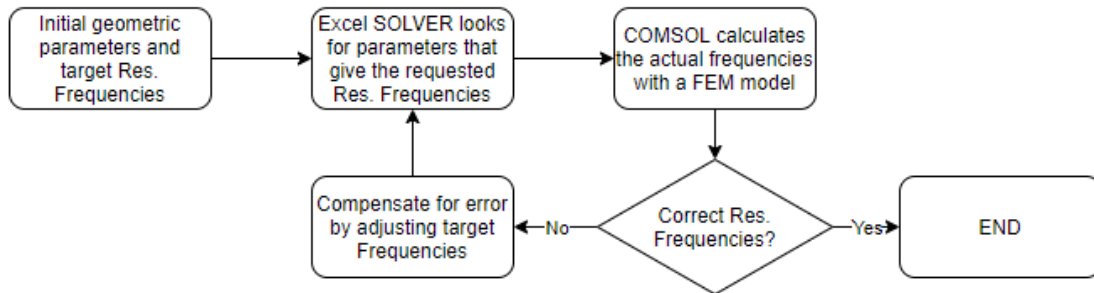 Initial geometric
parameters and
target Res.
Frequencies
Excel SOLVER looks
for parameters that
give the requested
Res. Frequencies
COMSOL calculates
the actual frequencies
with a FEM model
Compensate for error
by adjusting target
Frequencies
No
Correct Res.
Frequencies?
Yes
END